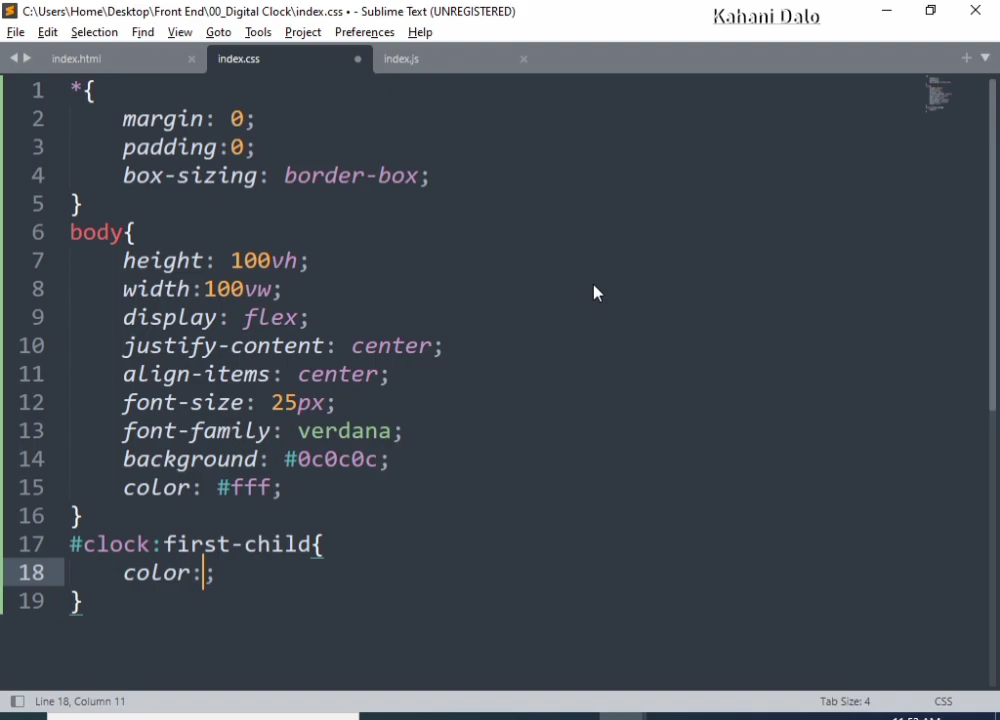 C:\Users\Home\Desktop\Front End\00_Digital Clock\index.css • - Sublime Text (UNREGISTERED)
Kahani Dalo
File Edit Selection Find View Goto Tools Project Preferences Help
index.html index.css index.js
1 *{
2 margin: 0;
3 padding:0;
4 box-sizing: border-box;
5 }
6 body{
7 height: 100vh;
8 width:100vw;
9 display: flex;
10 justify-content: center;
11 align-items: center;
12 font-size: 25px;
13 font-family: verdana;
14 background: #0c0c0c;
15 color: #fff;
16 }
17 #clock:first-child{
18 color:;
19 }
Line 18, Column 11 Tab Size: 4 CSS